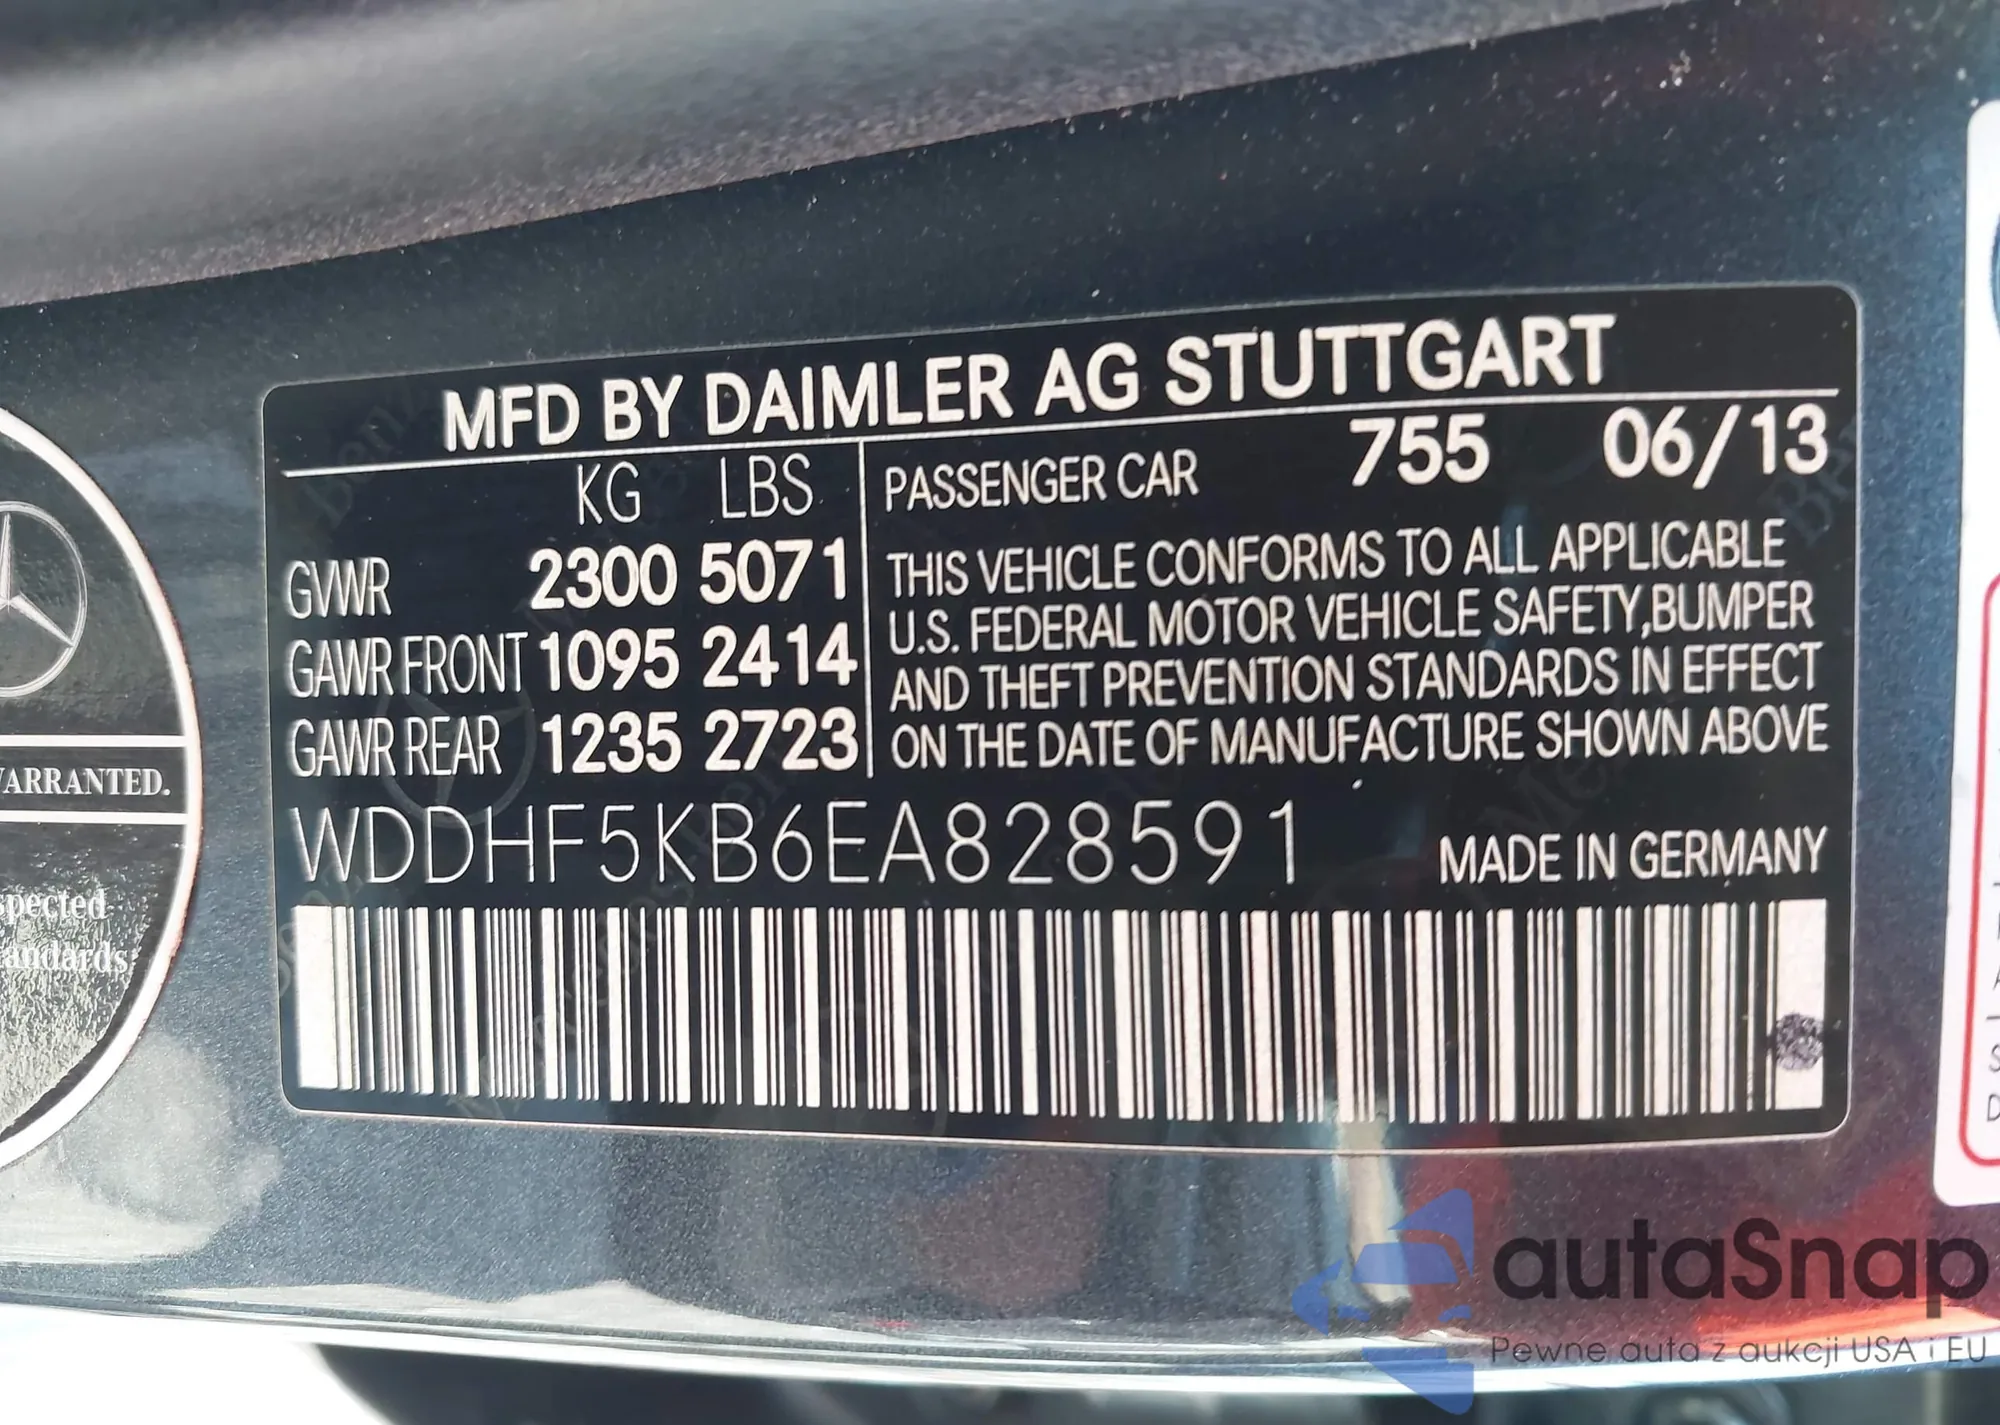 MFD BY DAIMLER AG STUTTGART
KG LBS
GVWR 2300 5071
GAWR FRONT 1095 2414
GAWR REAR 1235 2723
PASSENGER CAR 755 06/13
THIS VEHICLE CONFORMS TO ALL APPLICABLE
U.S. FEDERAL MOTOR VEHICLE SAFETY,BUMPER
AND THEFT PREVENTION STANDARDS IN EFFECT
ON THE DATE OF MANUFACTURE SHOWN ABOVE
WDDHF5KB6EA828591
MADE IN GERMANY
ARRANTED.
pected
andards
autaSnap
Pewne auta z aukcji USA i EU